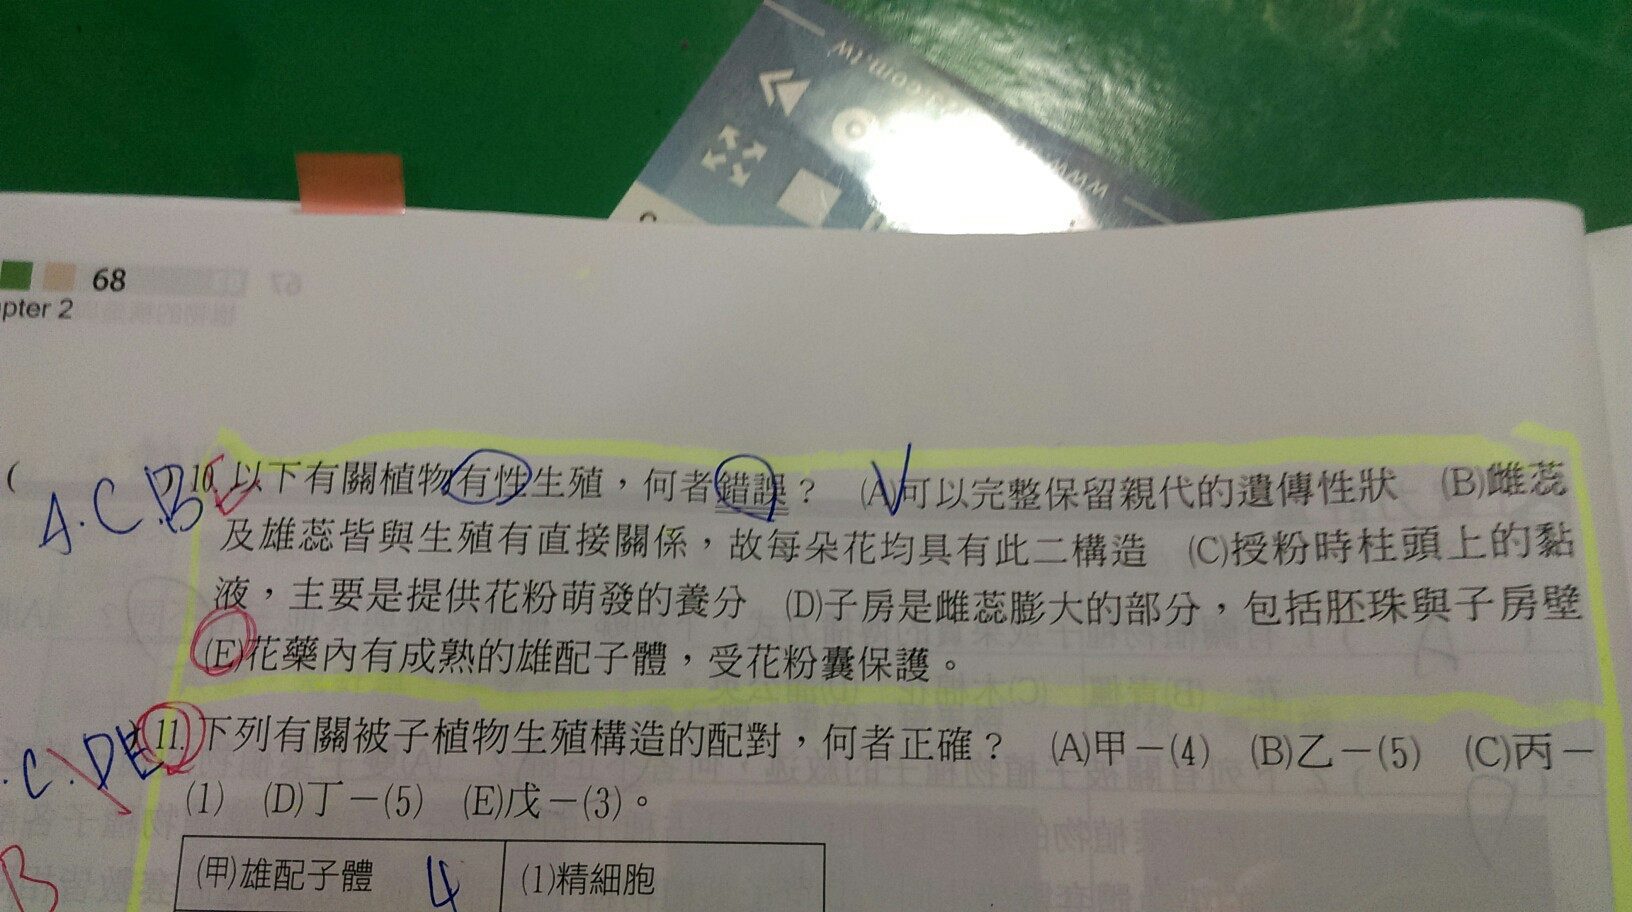 www. 23.com.tw
68
pter 2
( )10.以下有關植物有性生殖，何者錯誤？ (A)可以完整保留親代的遺傳性狀 (B)雌蕊
A.C.B
及雄蕊皆與生殖有直接關係，故每朵花均具有此二構造 (C)授粉時柱頭上的黏
液，主要是提供花粉萌發的養分 (D)子房是雌蕊膨大的部分，包括胚珠與子房壁
(E)花藥內有成熟的雄配子體，受花粉囊保護。
.C.DE
11.下列有關被子植物生殖構造的配對，何者正確？ (A)甲－(4) (B)乙－(5) (C)丙－
(1) (D)丁－(5) (E)戊－(3)。
B
(甲)雄配子體 4 (1)精細胞